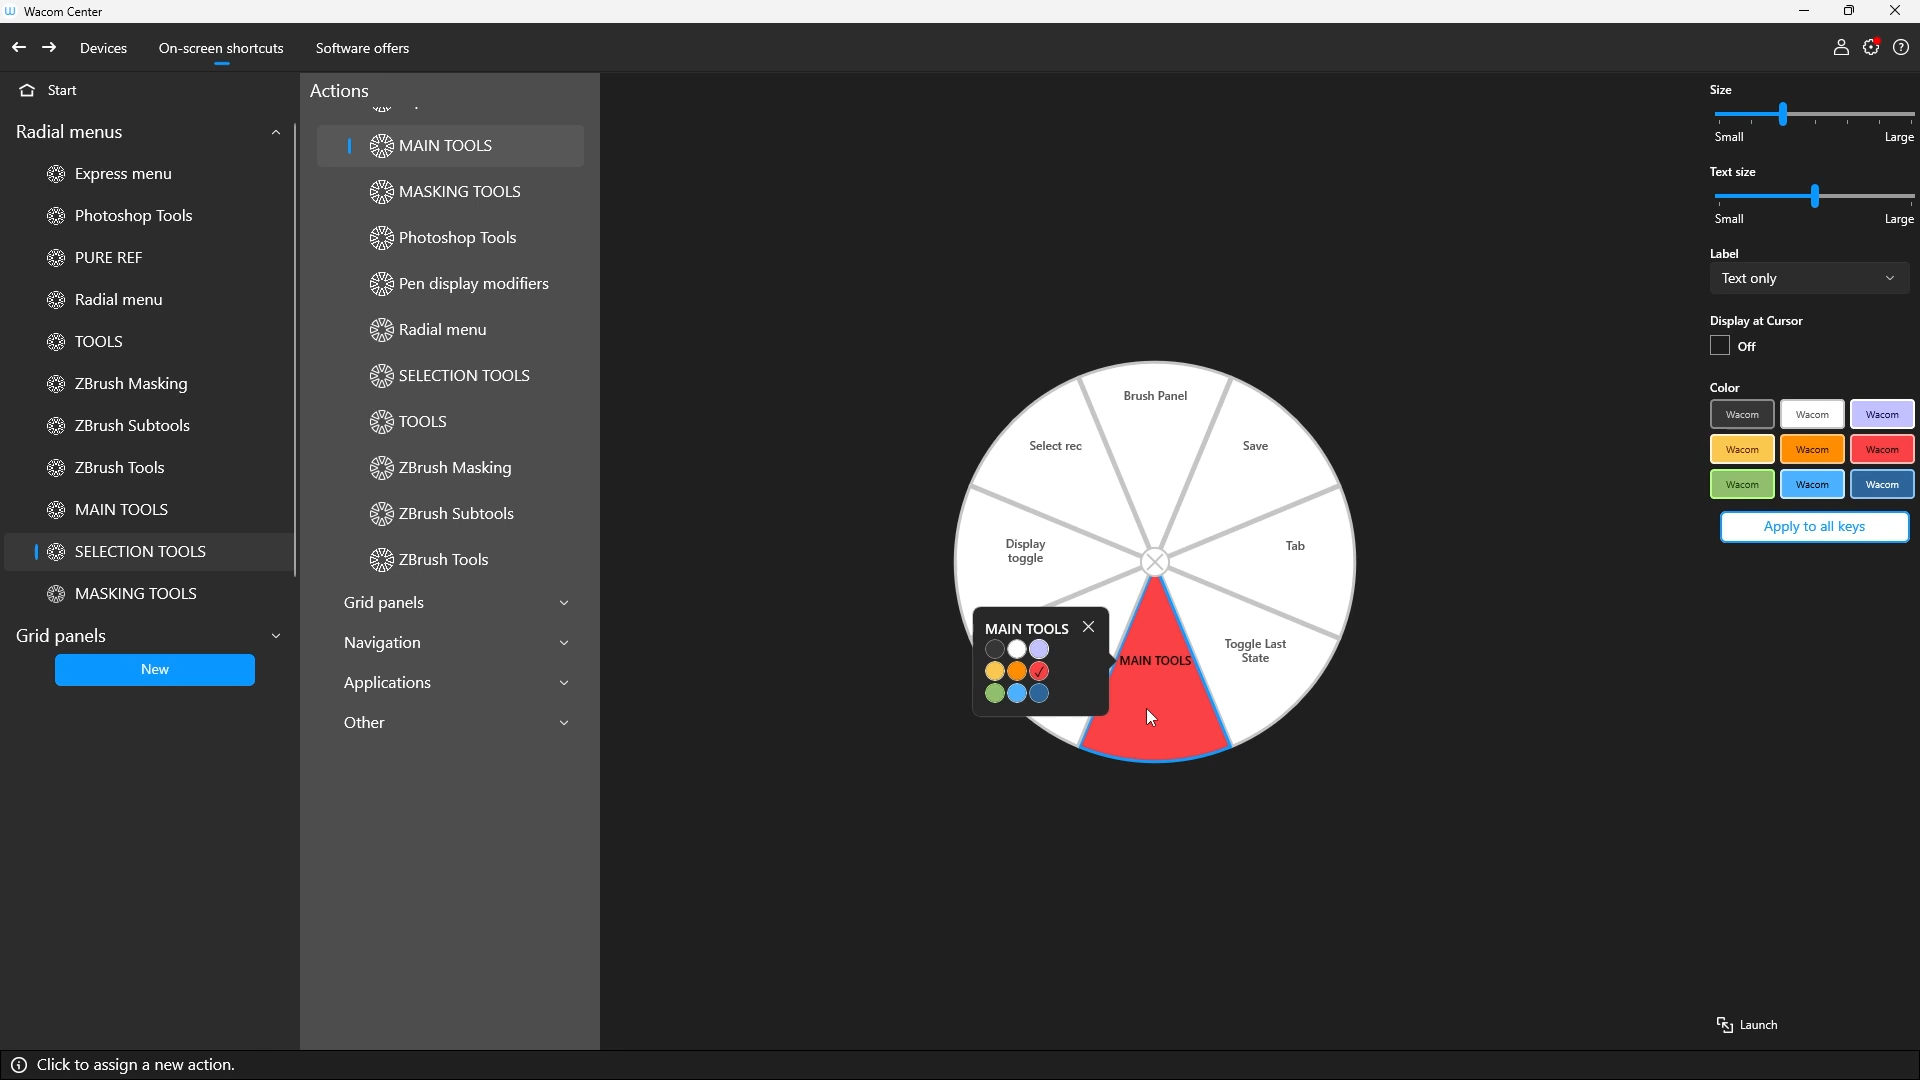 Wacom Center
Devices
On-screen shortcuts
Software offers
Start
Radial menus
Express menu
Photoshop Tools
PURE REF
Radial menu
TOOLS
ZBrush Masking
ZBrush Subtools
ZBrush Tools
MAIN TOOLS
SELECTION TOOLS
MASKING TOOLS
Grid panels
New
Actions
MAIN TOOLS
MASKING TOOLS
Photoshop Tools
Pen display modifiers
Radial menu
SELECTION TOOLS
TOOLS
ZBrush Masking
ZBrush Subtools
ZBrush Tools
Grid panels
Navigation
Applications
Other
Brush Panel
Select rec
Save
Display
toggle
Tab
Toggle Last
State
MAIN TOOLS
MAIN TOOLS
Size
Small Large
Text size
Small Large
Label
Text only
Display at Cursor
Off
Color
Wacom Wacom Wacom
Wacom Wacom Wacom
Wacom Wacom Wacom
Apply to all keys
Launch
Click to assign a new action.